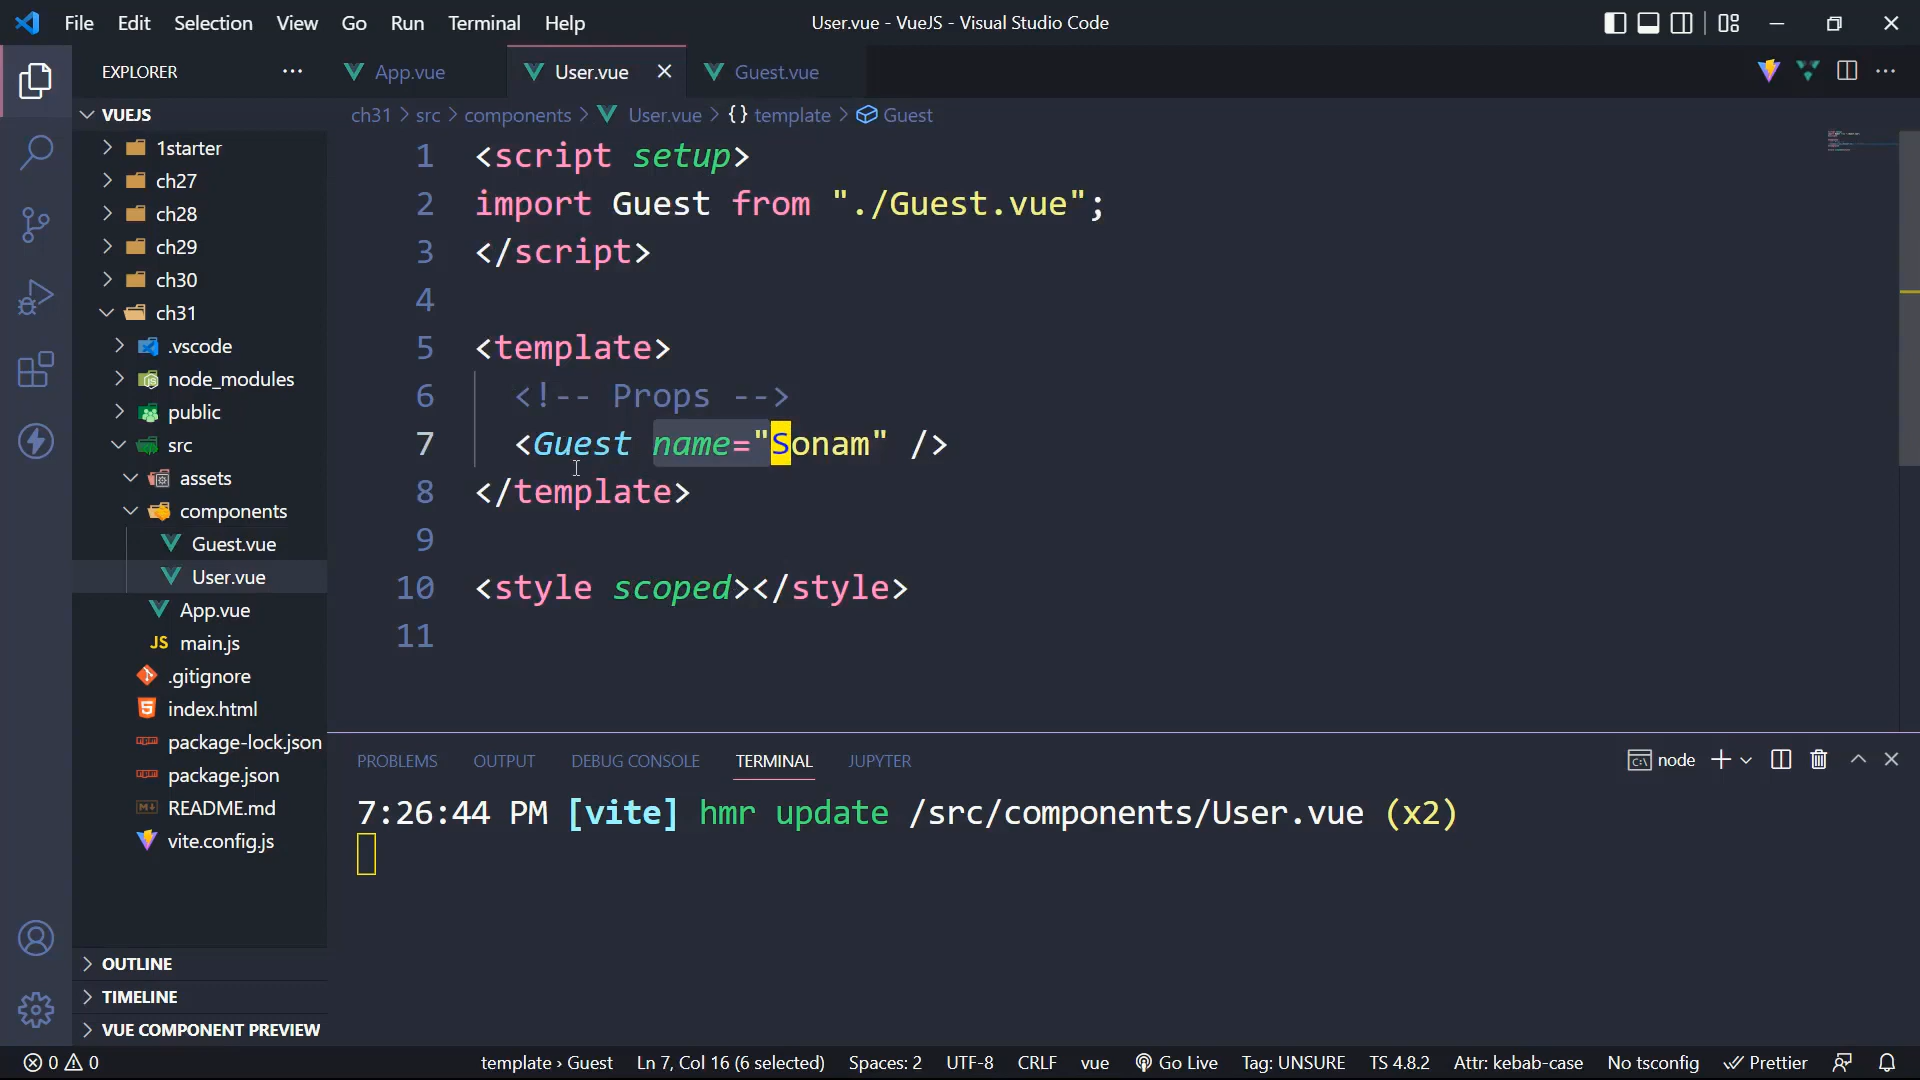 File Edit Selection View Go Run Terminal Help User.vue - VueJS - Visual Studio Code
EXPLORER App.vue User.vue Guest.vue
VUEJS
ch31 > src > components > User.vue > {} template > Guest
1starter
ch27
ch28
ch29
ch30
ch31
.vscode
node_modules
public
src
assets
components
Guest.vue
User.vue
App.vue
main.js
.gitignore
index.html
package-lock.json
package.json
README.md
vite.config.js
OUTLINE
TIMELINE
VUE COMPONENT PREVIEW
1 <script setup>
2 import Guest from "./Guest.vue";
3 </script>
4
5 <template>
6 <!-- Props -->
7 <Guest name="Sonam" />
8 </template>
9
10 <style scoped></style>
11
PROBLEMS OUTPUT DEBUG CONSOLE TERMINAL JUPYTER node
7:26:44 PM [vite] hmr update /src/components/User.vue (x2)
0 0 template > Guest Ln 7, Col 16 (6 selected) Spaces: 2 UTF-8 CRLF vue Go Live Tag: UNSURE TS 4.8.2 Attr: kebab-case No tsconfig Prettier